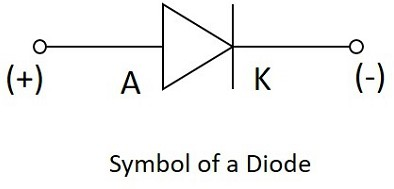 (+) A K (-)
Symbol of a Diode